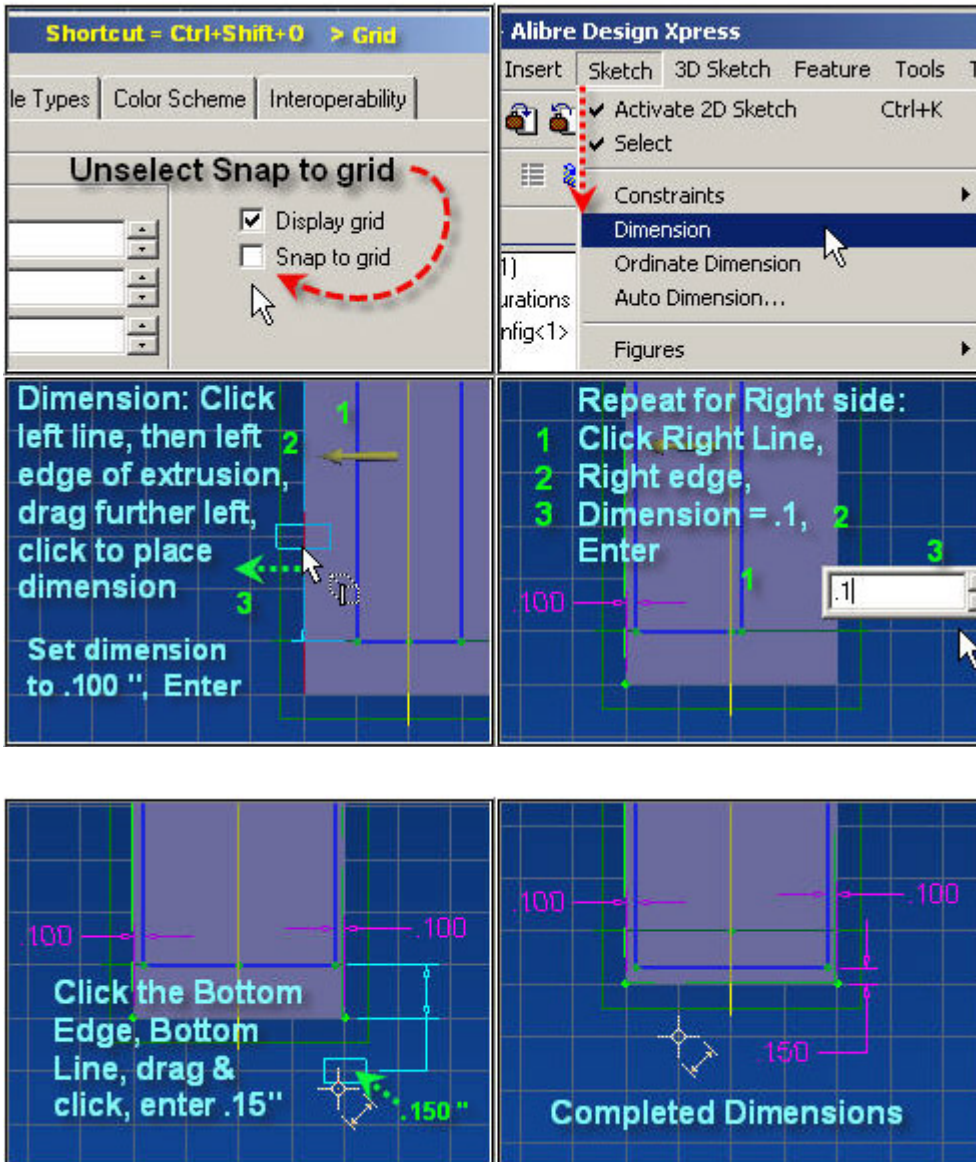 Shortcut = Ctrl+Shift+O > Grid
le Types Color Scheme Interoperability
Unselect Snap to grid
Display grid
Snap to grid
Alibre Design Xpress
Insert Sketch 3D Sketch Feature Tools
Activate 2D Sketch Ctrl+K
Select
Constraints
Dimension
Ordinate Dimension
Auto Dimension...
Figures
1)
urations
nfig<1>
Dimension: Click
left line, then left
edge of extrusion,
drag further left,
click to place
dimension
Set dimension
to .100 ", Enter
1
2
3
Repeat for Right side:
1 Click Right Line,
2 Right edge,
3 Dimension = .1,
Enter
2
3
1
.100
.1
.100
.100
Click the Bottom
Edge, Bottom
Line, drag &
click, enter .15"
.150 "
.100
.100
.150
Completed Dimensions